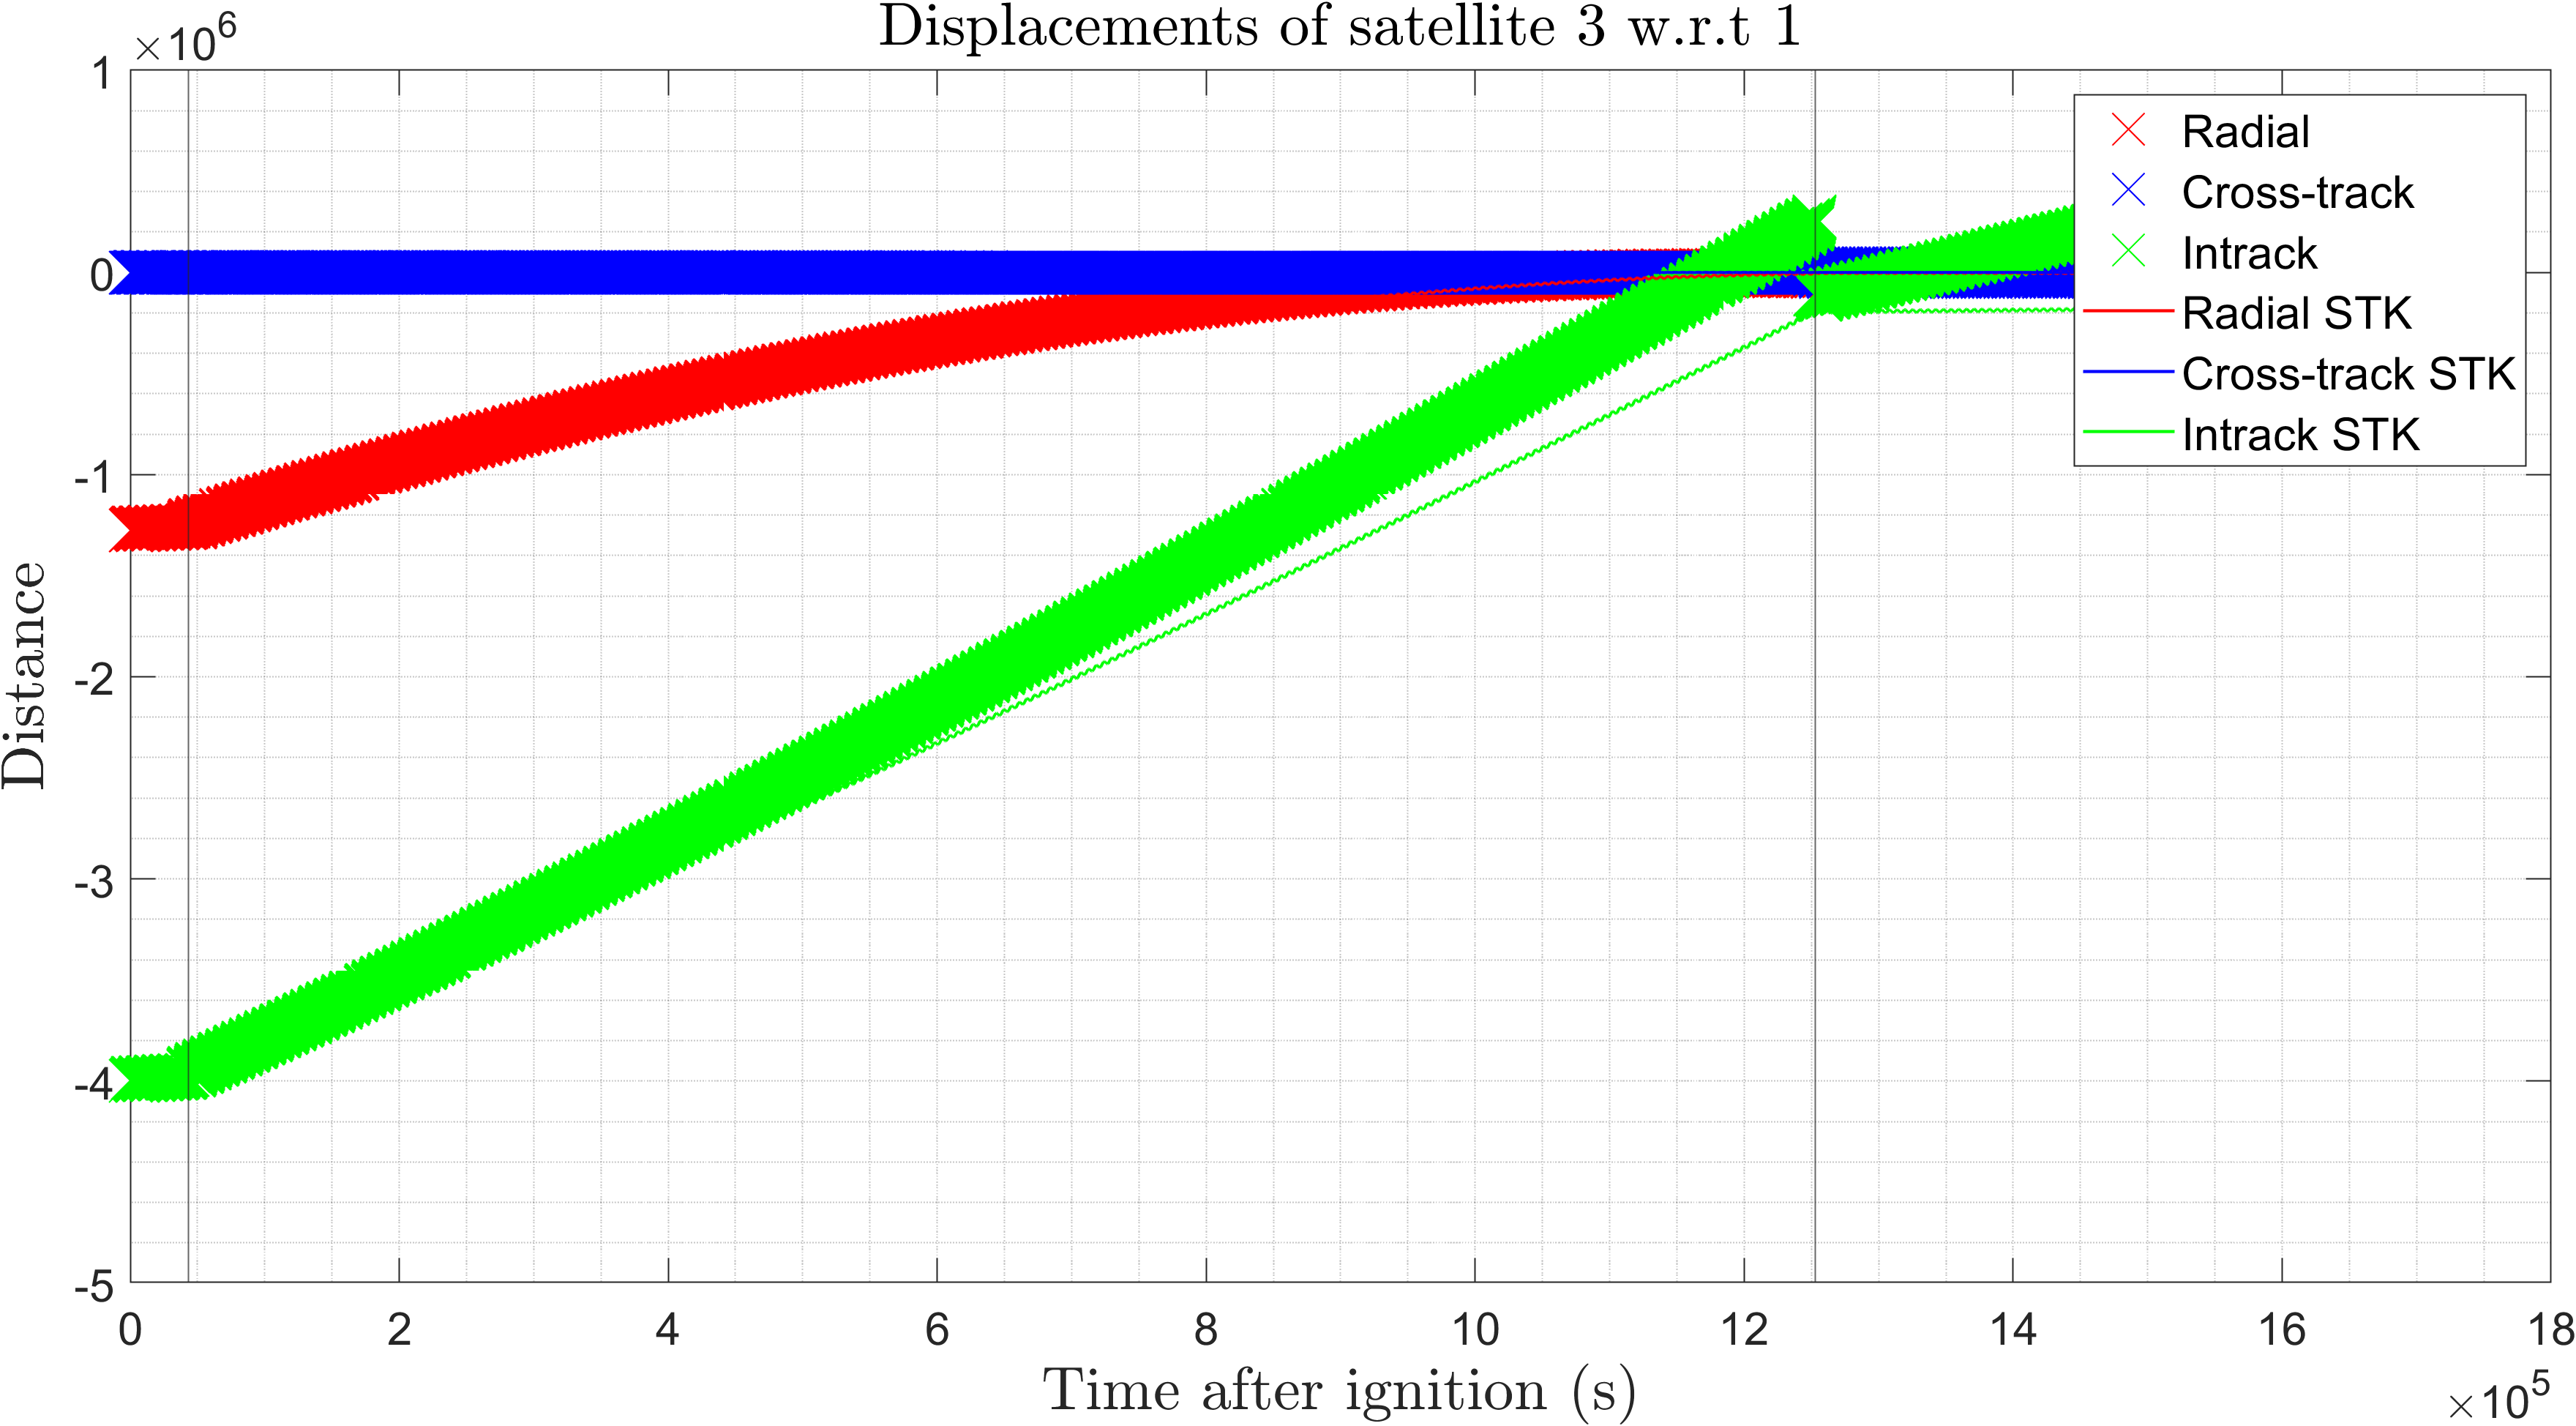 Displacements of satellite 3 w.r.t 1
×10^6
1
0
-1
-2
-3
-4
-5
Distance
Radial
Cross-track
Intrack
Radial STK
Cross-track STK
Intrack STK
0 2 4 6 8 10 12 14 16 18
Time after ignition (s)
×10^5